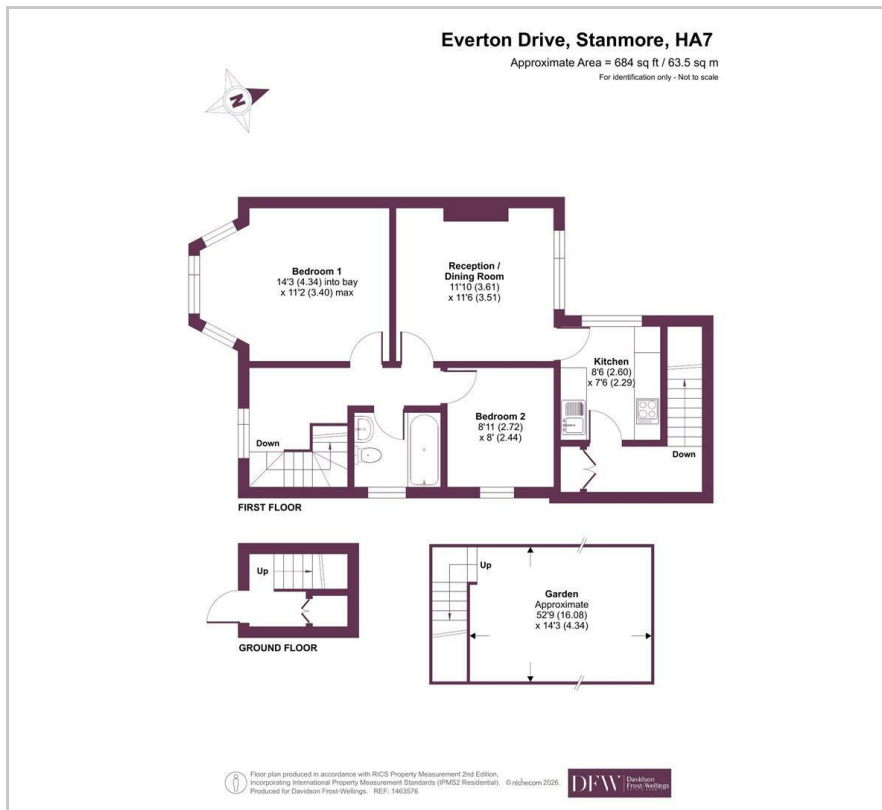 Everton Drive, Stanmore, HA7
Approximate Area = 684 sq ft / 63.5 sq m
For identification only - Not to scale
N
Bedroom 1
14'3 (4.34) into bay
x 11'2 (3.40) max
Reception /
Dining Room
11'10 (3.61)
x 11'6 (3.51)
Kitchen
8'6 (2.60)
x 7'6 (2.29)
Bedroom 2
8'11 (2.72)
x 8' (2.44)
Down
Down
FIRST FLOOR
Up
GROUND FLOOR
Up
Garden
Approximate
52'9 (16.08)
x 14'3 (4.34)
Floor plan produced in accordance with RICS Property Measurement 2nd Edition,
Incorporating International Property Measurement Standards (IPMS2 Residential). © nichecom 2026.
Produced for Davidson Frost-Wellings. REF: 1463576
DFW Davidson
Frost-Wellings